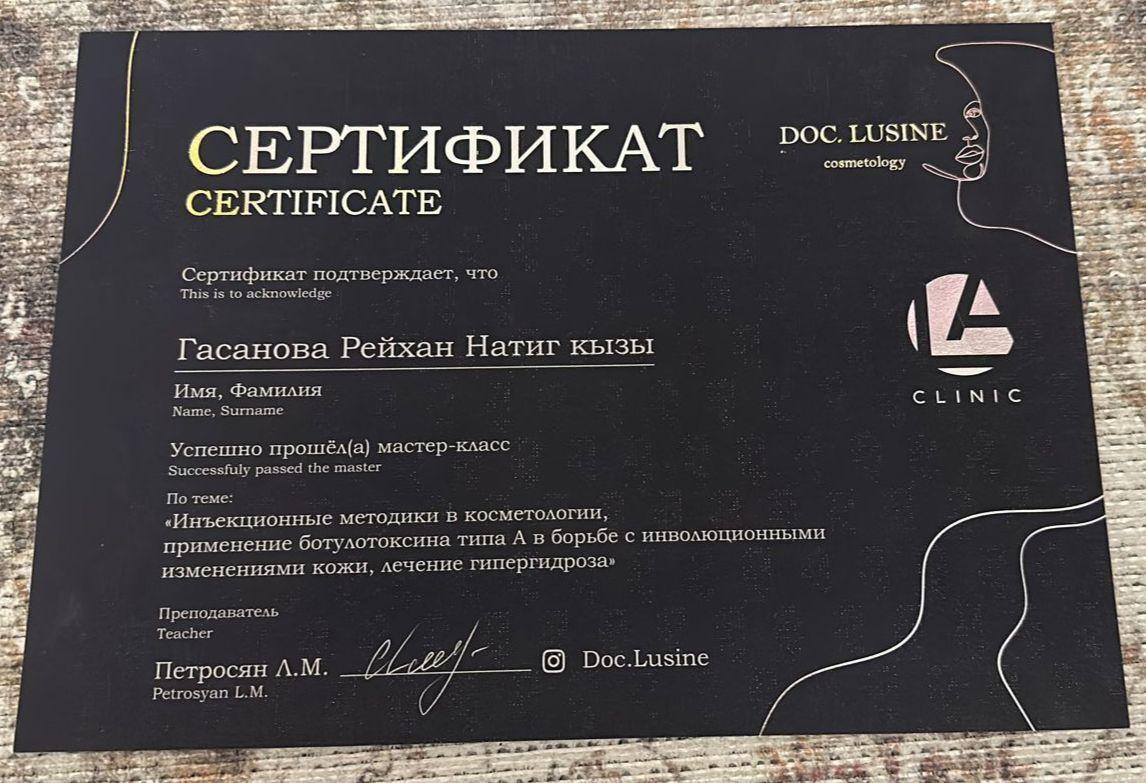 СЕРТИФИКАТ
CERTIFICATE
DOC. LUSINE
cosmetology
Сертификат подтверждает, что
This is to acknowledge
Гасанова Рейхан Натиг кызы
Имя, Фамилия
Name, Surname
LA
CLINIC
Успешно прошёл(а) мастер-класс
Successfuly passed the master
По теме:
«Инъекционные методики в косметологии,
применение ботулотоксина типа А в борьбе с инволюционными
изменениями кожи, лечение гипергидроза»
Преподаватель
Teacher
Петросян Л.М.
Petrosyan L.M.
Doc.Lusine